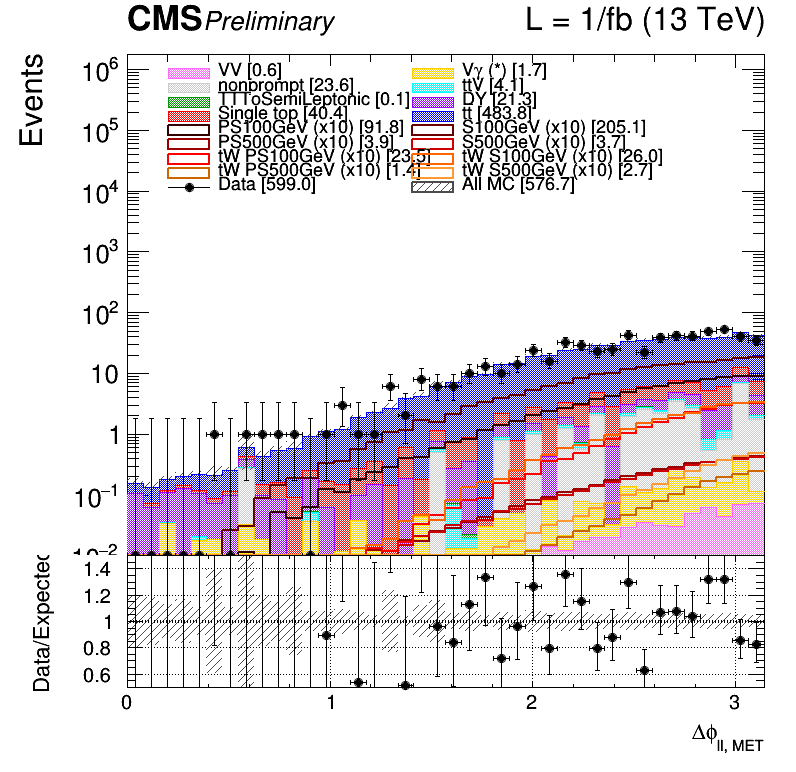 CMS Preliminary L = 1/fb (13 TeV)
Events
VV [0.6] Vγ (*) [1.7]
nonprompt [23.6] ttV [4.1]
TTToSemiLeptonic [0.1] DY [21.3]
Single top [40.4] tt [483.8]
PS100GeV (x10) [91.8] S100GeV (x10) [205.1]
PS500GeV (x10) [3.9] S500GeV (x10) [3.7]
tW PS100GeV (x10) [23.5] tW S100GeV (x10) [26.0]
tW PS500GeV (x10) [1.4] tW S500GeV (x10) [2.7]
Data [599.0] All MC [576.7]
10⁶
10⁵
10⁴
10³
10²
10
1
10⁻¹
10⁻²
Data/Expected
1.4
1.2
1
0.8
0.6
0 1 2 3
Δϕ_ll, MET